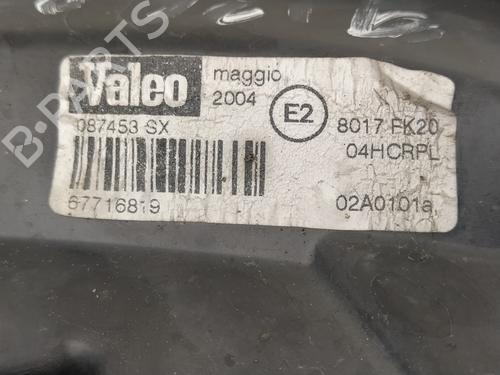 B-PARTS
Valeo
maggio
2004
E2
087453 SX
8017 FK20
04HCRPL
67716819
02A0101a